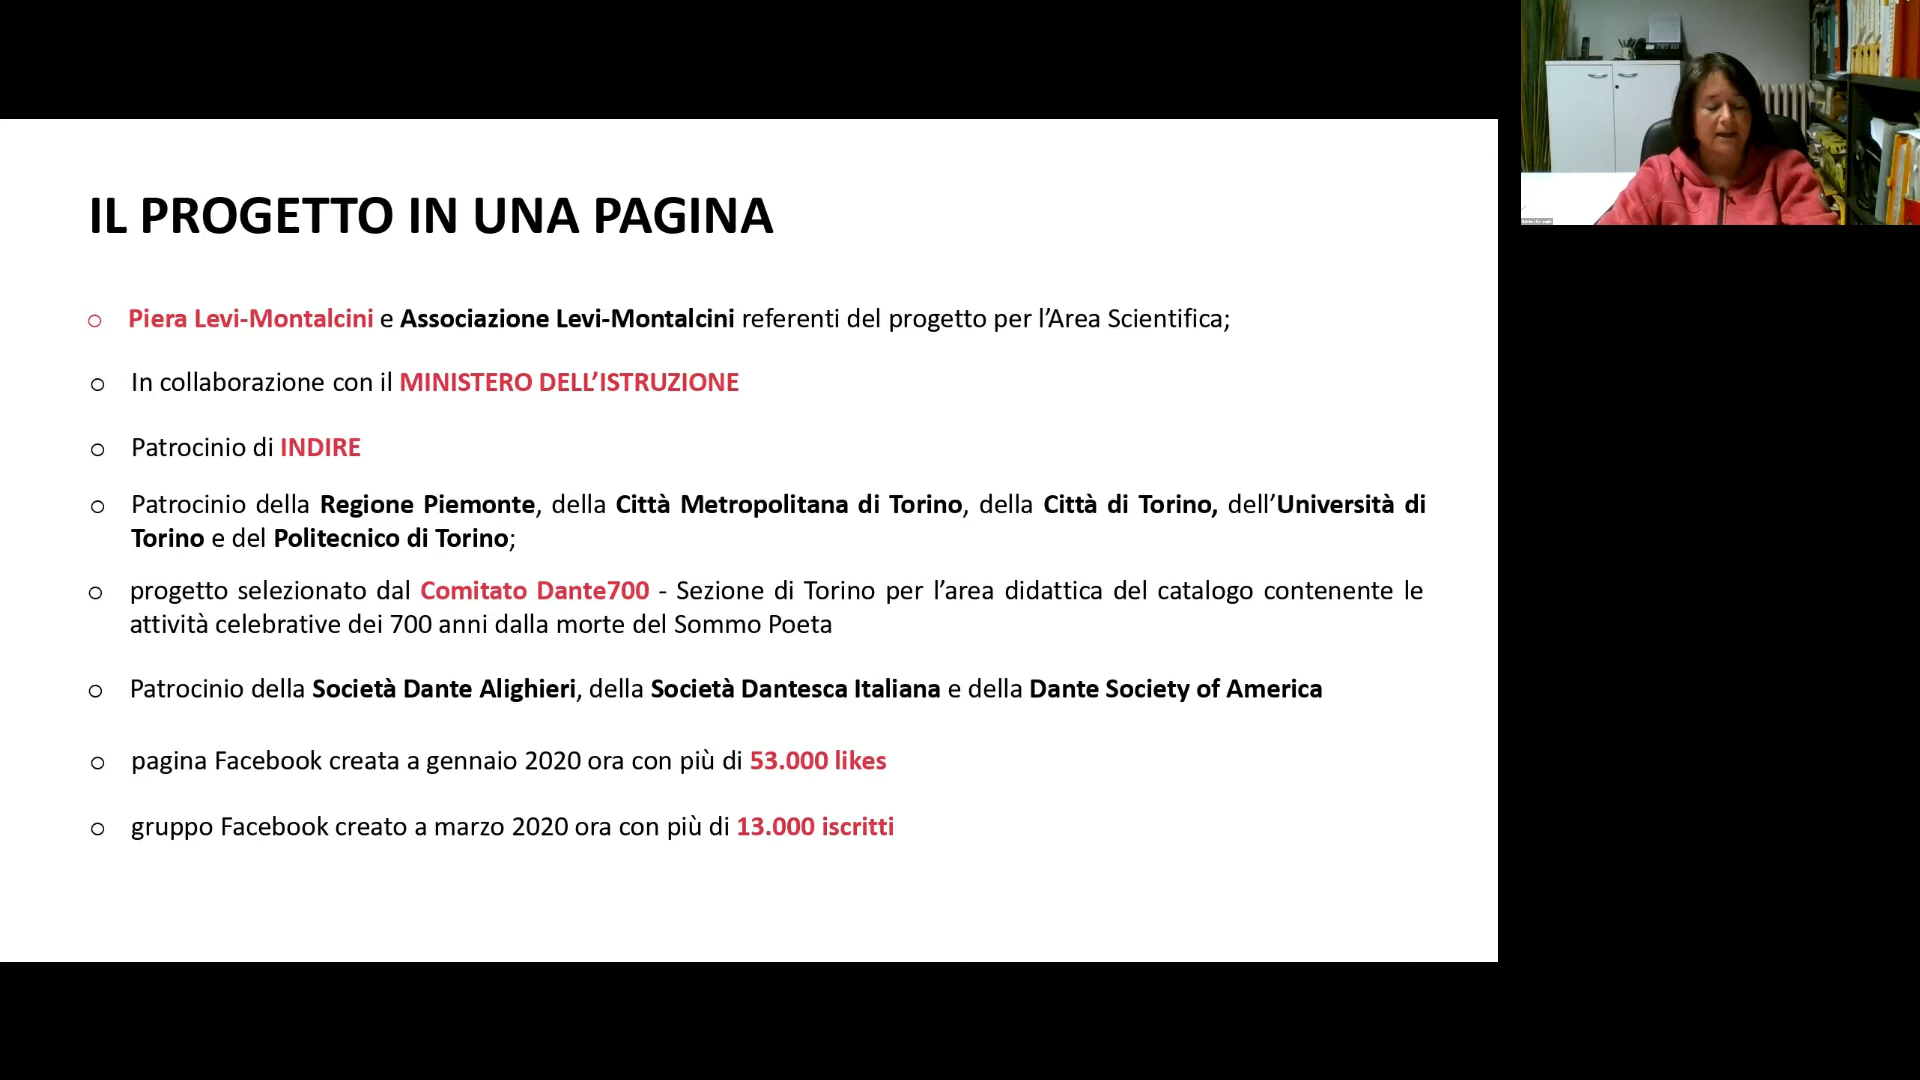 IL PROGETTO IN UNA PAGINA
o Piera Levi-Montalcini e Associazione Levi-Montalcini referenti del progetto per l’Area Scientifica;
o In collaborazione con il MINISTERO DELL’ISTRUZIONE
o Patrocinio di INDIRE
o Patrocinio della Regione Piemonte, della Città Metropolitana di Torino, della Città di Torino, dell’Università di
Torino e del Politecnico di Torino;
o progetto selezionato dal Comitato Dante700 - Sezione di Torino per l’area didattica del catalogo contenente le
attività celebrative dei 700 anni dalla morte del Sommo Poeta
o Patrocinio della Società Dante Alighieri, della Società Dantesca Italiana e della Dante Society of America
o pagina Facebook creata a gennaio 2020 ora con più di 53.000 likes
o gruppo Facebook creato a marzo 2020 ora con più di 13.000 iscritti